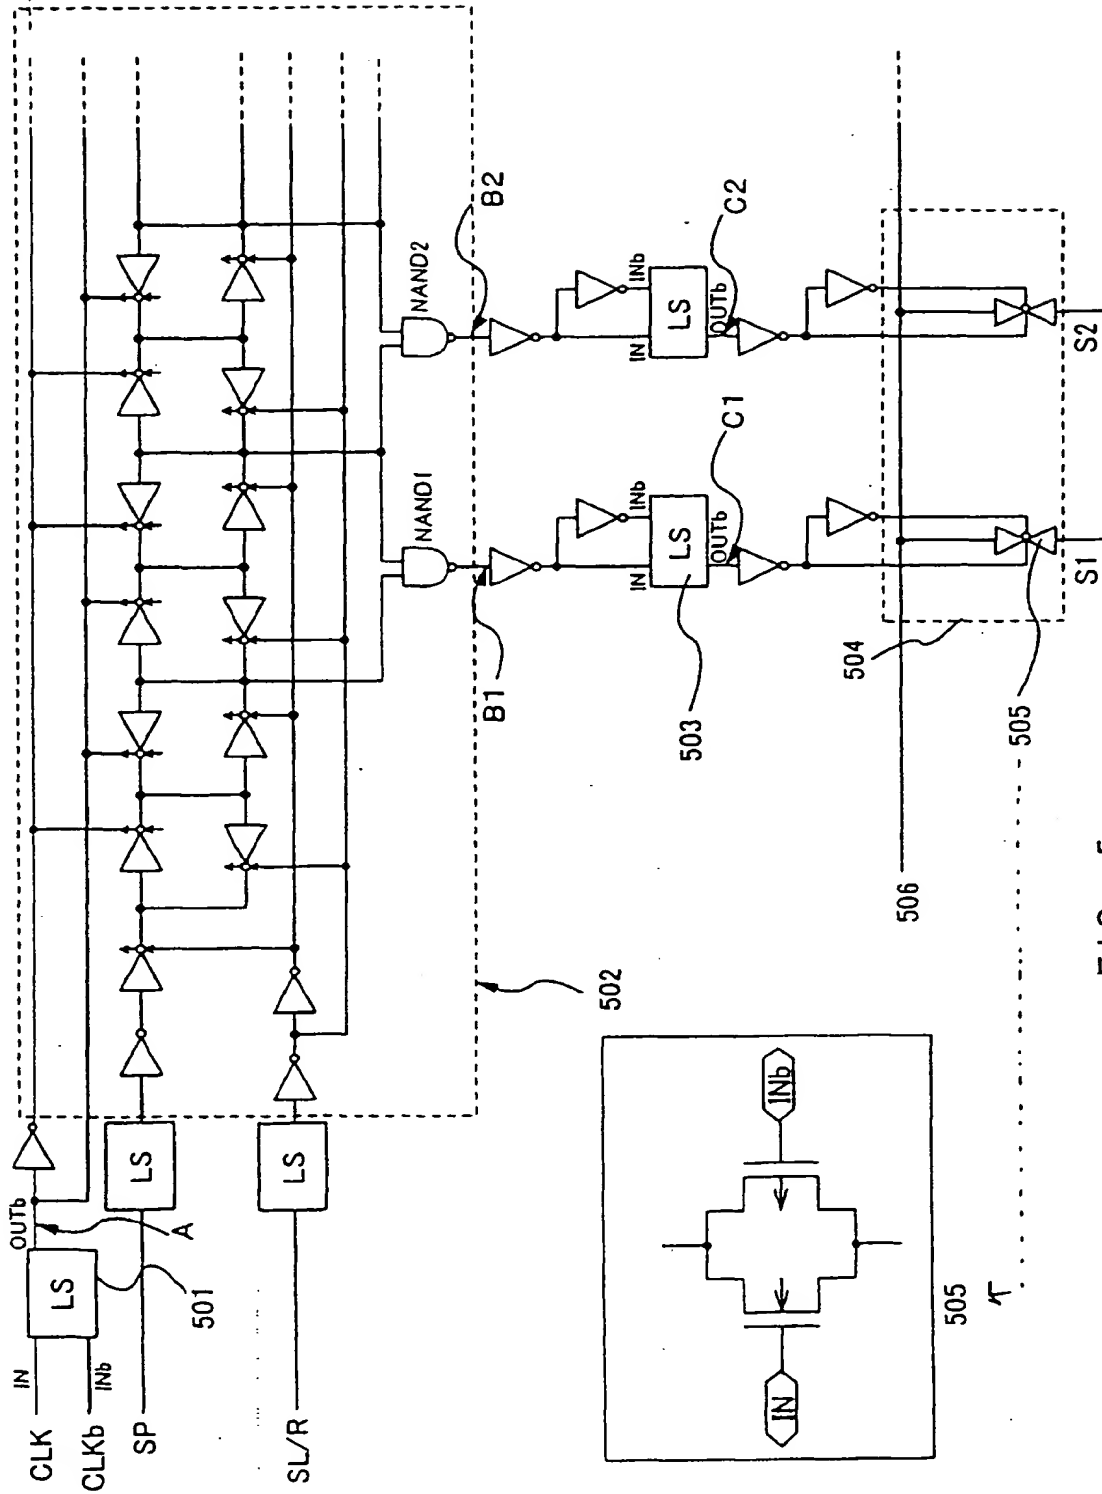 CLK
IN
CLKb
INb
LS
OUTb
A
501
SP
LS
SL/R
LS
502
NAND1
NAND2
B1
B2
IN
INb
LS
OUTb
503
C1
IN
INb
LS
OUTb
C2
506
504
505
S1
S2
IN
INb
505